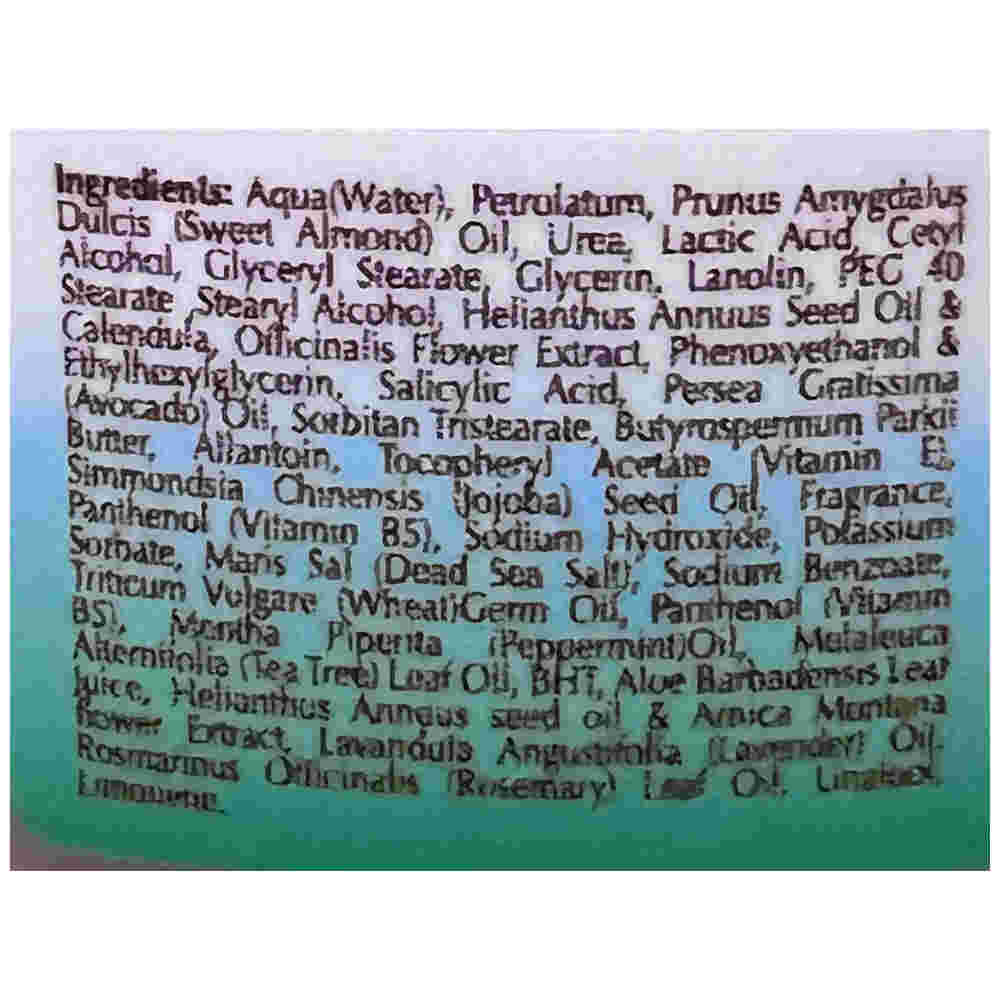 Ingredients: Aqua(Water), Petrolatum, Prunus Amygdalus
Dulcis (Sweet Almond) Oil, Urea, Lactic Acid, Cetyl
Alcohol, Glyceryl Stearate, Glycerin, Lanolin, PEG 40
Stearate, Stearyl Alcohol, Helianthus Annuus Seed Oil &
Calendula, Officinalis Flower Extract, Phenoxyethanol &
Ethylhexylglycerin, Salicylic Acid, Persea Gratissima
(Avocado) Oil, Sorbitan Tristearate, Butyrospermum Parkii
Butter, Allantoin, Tocopheryl Acetate (Vitamin E),
Simmondsia Chinensis (Jojoba) Seed Oil, Fragrance,
Panthenol (Vitamin B5), Sodium Hydroxide, Potassium
Sorbate, Maris Sal (Dead Sea Salt), Sodium Benzoate,
Triticum Vulgare (Wheat)Germ Oil, Panthenol (Vitamin
B5), Mentha Piperita (Peppermint)Oil, Melaleuca
Alternifolia (Tea Tree) Leaf Oil, BHT, Aloe Barbadensis Leaf
Juice, Helianthus Annuus seed oil & Arnica Montana
flower Extract, Lavandula Angustifolia (Lavender) Oil,
Rosmarinus Officinalis (Rosemary) Leaf Oil, Linalool,
Limonene.